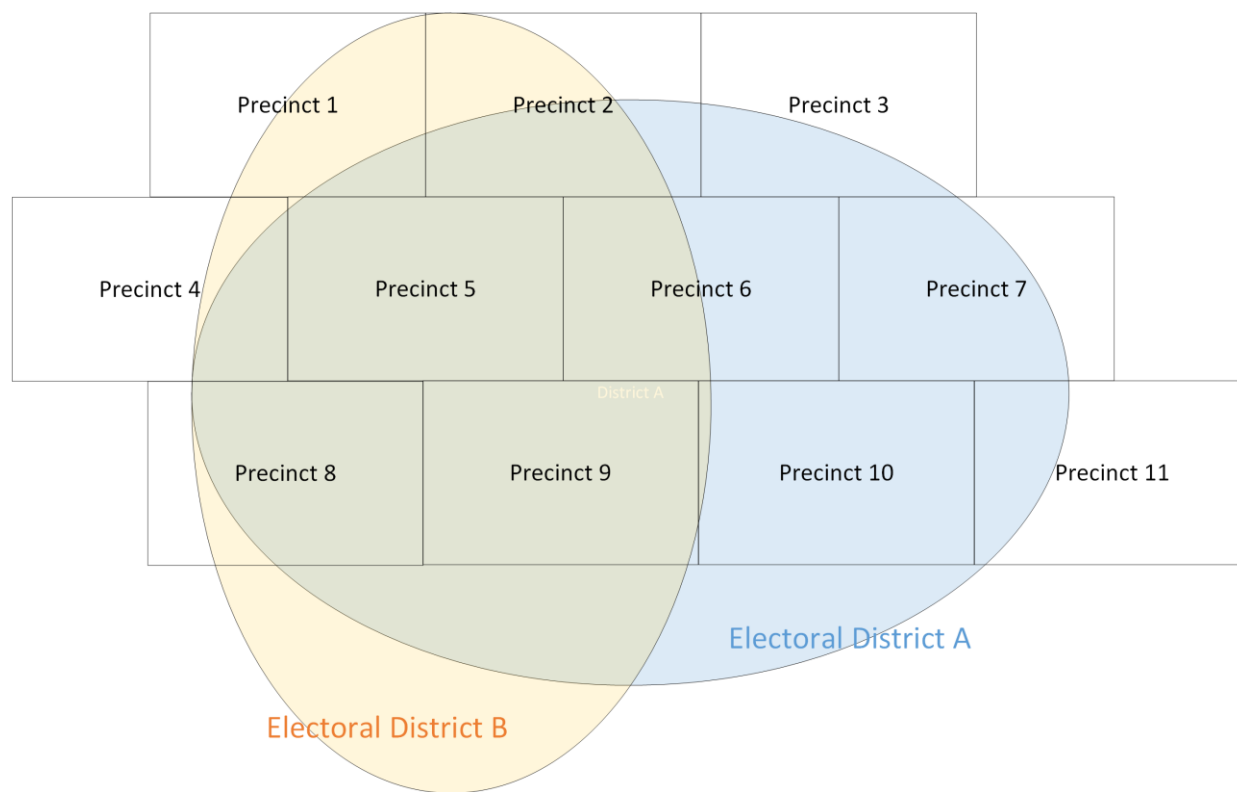 Precinct 1
Precinct 2
Precinct 3
Precinct 4
Precinct 5
Precinct 6
Precinct 7
District A
Precinct 8
Precinct 9
Precinct 10
Precinct 11
Electoral District A
Electoral District B